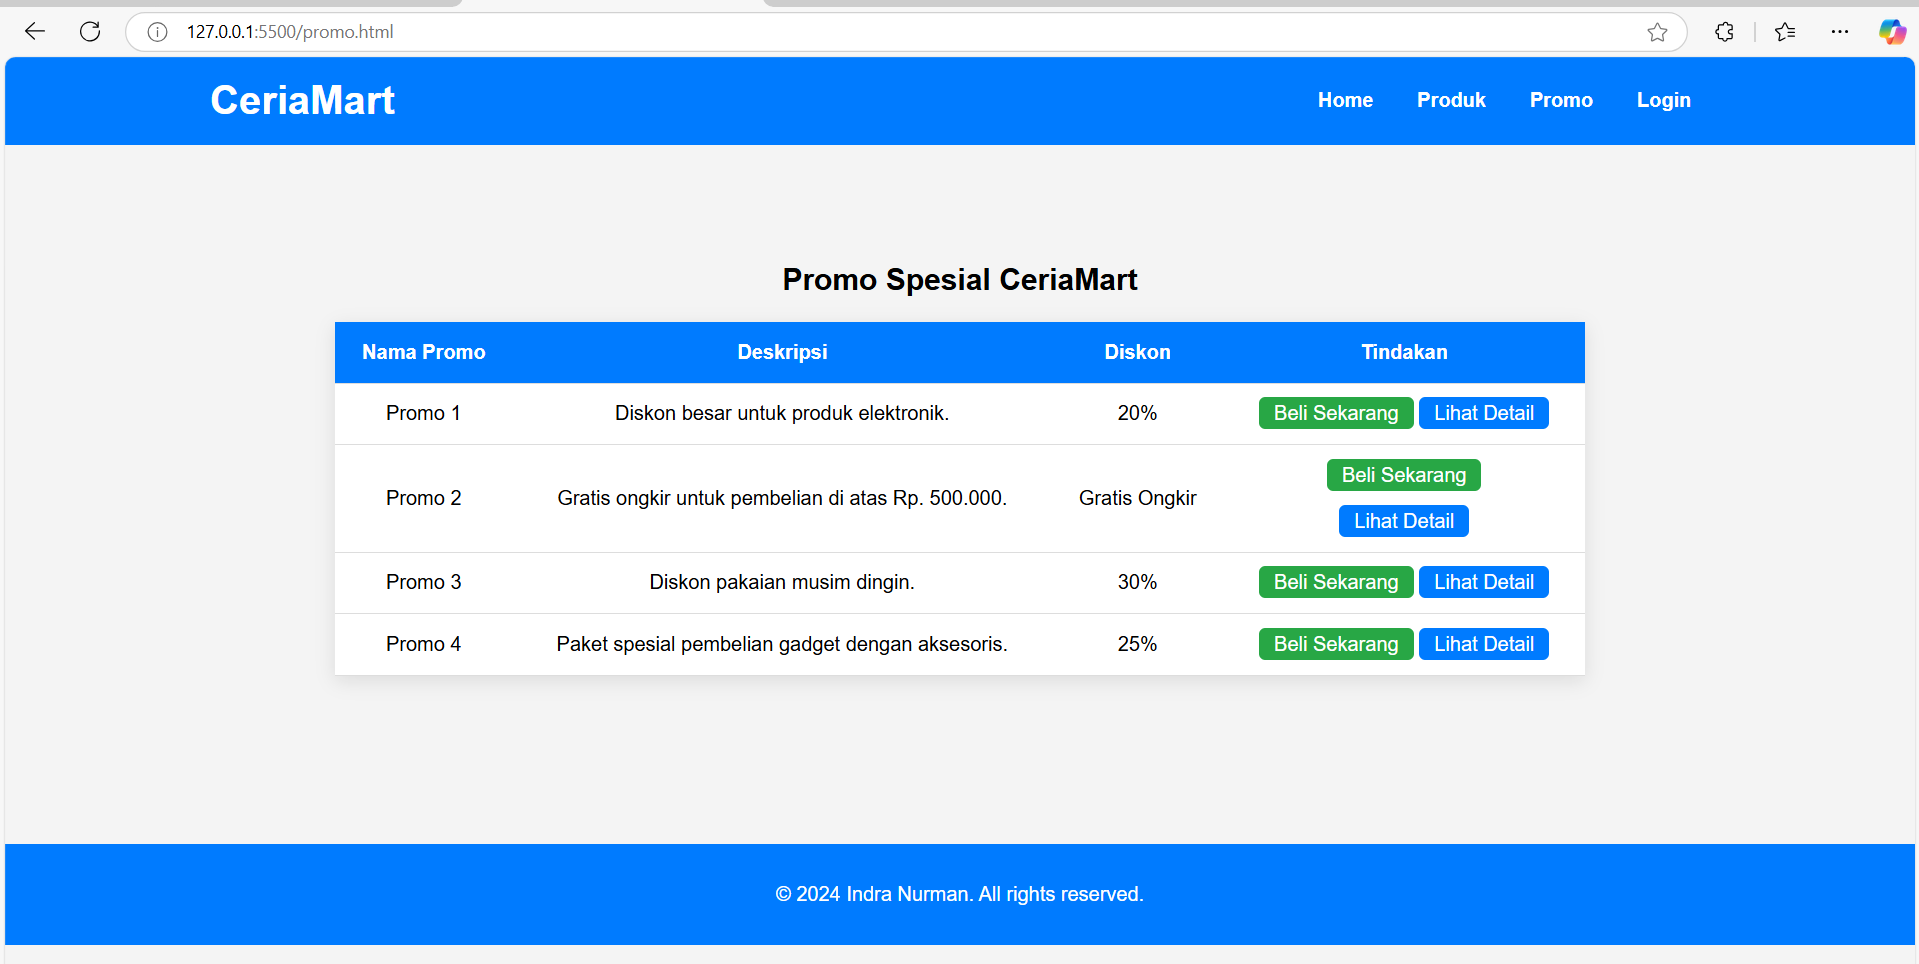 127.0.0.1:5500/promo.html
CeriaMart Home Produk Promo Login
Promo Spesial CeriaMart
Nama Promo Deskripsi Diskon Tindakan
Promo 1 Diskon besar untuk produk elektronik. 20% Beli Sekarang Lihat Detail
Promo 2 Gratis ongkir untuk pembelian di atas Rp. 500.000. Gratis Ongkir Beli Sekarang
Lihat Detail
Promo 3 Diskon pakaian musim dingin. 30% Beli Sekarang Lihat Detail
Promo 4 Paket spesial pembelian gadget dengan aksesoris. 25% Beli Sekarang Lihat Detail
© 2024 Indra Nurman. All rights reserved.